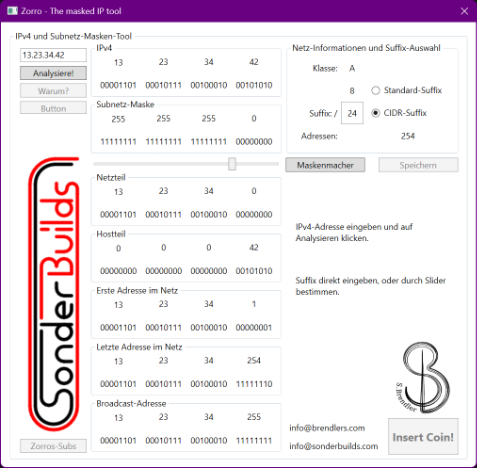 Zorro - The masked IP tool
IPv4 und Subnetz-Masken-Tool
13.23.34.42
Analysiere!
Warum?
Button
IPv4
13 23 34 42
00001101 00010111 00100010 00101010
Subnetz-Maske
255 255 255 0
11111111 11111111 11111111 00000000
Netz-Informationen und Suffix-Auswahl
Klasse: A
8 Standard-Suffix
Suffix: / 24 CIDR-Suffix
Adressen: 254
Maskenmacher Speichern
Netzteil
13 23 34 0
00001101 00010111 00100010 00000000
Hostteil
0 0 0 42
00000000 00000000 00000000 00101010
Erste Adresse im Netz
13 23 34 1
00001101 00010111 00100010 00000001
Letzte Adresse im Netz
13 23 34 254
00001101 00010111 00100010 11111110
Broadcast-Adresse
13 23 34 255
00001101 00010111 00100010 11111111
IPv4-Adresse eingeben und auf
Analysieren klicken.
Suffix direkt eingeben, oder durch Slider
bestimmen.
SonderBuilds
Zorros-Subs
S.Brendler
info@brendlers.com
info@sonderbuilds.com
Insert Coin!